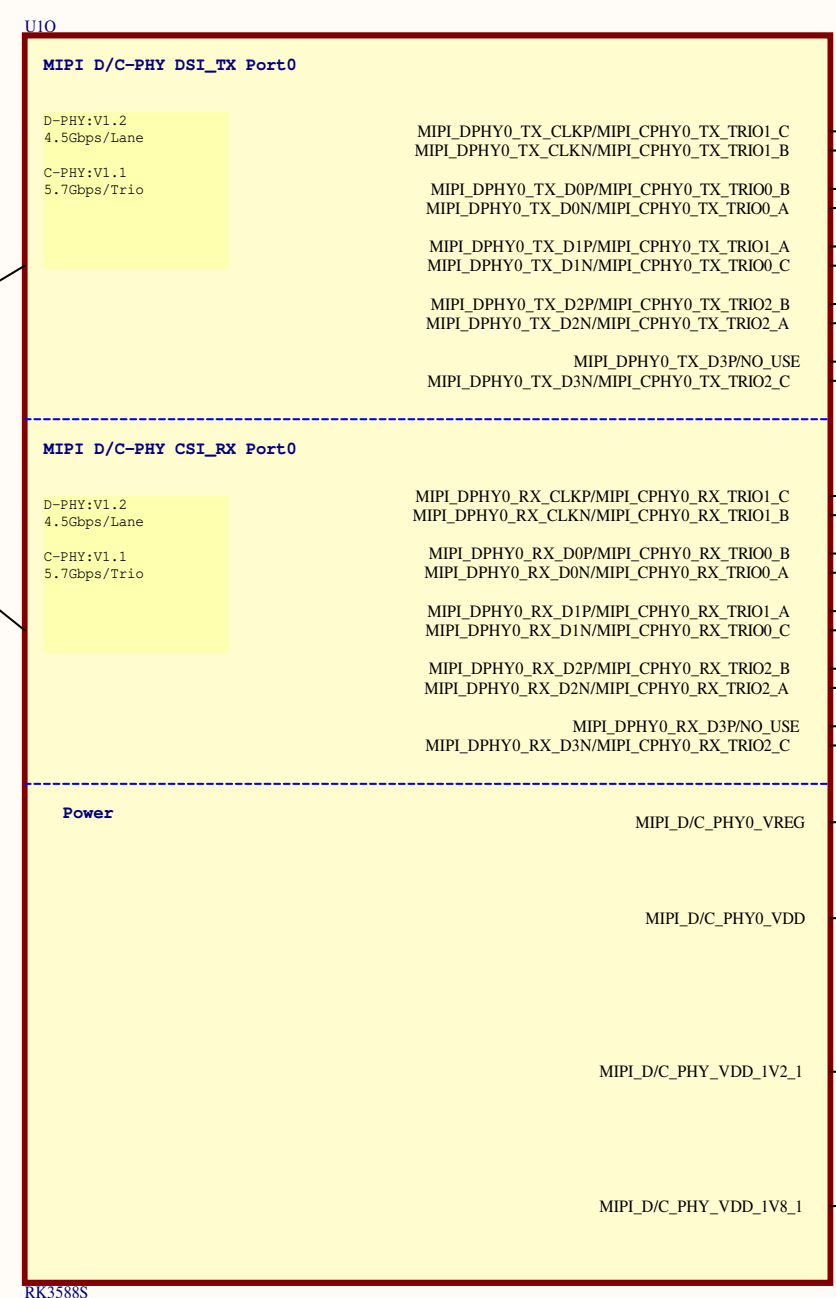 U1O
MIPI D/C-PHY DSI_TX Port0
D-PHY:V1.2
4.5Gbps/Lane
C-PHY:V1.1
5.7Gbps/Trio
MIPI_DPHY0_TX_CLKP/MIPI_CPHY0_TX_TRIO1_C
MIPI_DPHY0_TX_CLKN/MIPI_CPHY0_TX_TRIO1_B
MIPI_DPHY0_TX_D0P/MIPI_CPHY0_TX_TRIO0_B
MIPI_DPHY0_TX_D0N/MIPI_CPHY0_TX_TRIO0_A
MIPI_DPHY0_TX_D1P/MIPI_CPHY0_TX_TRIO1_A
MIPI_DPHY0_TX_D1N/MIPI_CPHY0_TX_TRIO0_C
MIPI_DPHY0_TX_D2P/MIPI_CPHY0_TX_TRIO2_B
MIPI_DPHY0_TX_D2N/MIPI_CPHY0_TX_TRIO2_A
MIPI_DPHY0_TX_D3P/NO_USE
MIPI_DPHY0_TX_D3N/MIPI_CPHY0_TX_TRIO2_C
MIPI D/C-PHY CSI_RX Port0
D-PHY:V1.2
4.5Gbps/Lane
C-PHY:V1.1
5.7Gbps/Trio
MIPI_DPHY0_RX_CLKP/MIPI_CPHY0_RX_TRIO1_C
MIPI_DPHY0_RX_CLKN/MIPI_CPHY0_RX_TRIO1_B
MIPI_DPHY0_RX_D0P/MIPI_CPHY0_RX_TRIO0_B
MIPI_DPHY0_RX_D0N/MIPI_CPHY0_RX_TRIO0_A
MIPI_DPHY0_RX_D1P/MIPI_CPHY0_RX_TRIO1_A
MIPI_DPHY0_RX_D1N/MIPI_CPHY0_RX_TRIO0_C
MIPI_DPHY0_RX_D2P/MIPI_CPHY0_RX_TRIO2_B
MIPI_DPHY0_RX_D2N/MIPI_CPHY0_RX_TRIO2_A
MIPI_DPHY0_RX_D3P/NO_USE
MIPI_DPHY0_RX_D3N/MIPI_CPHY0_RX_TRIO2_C
Power
MIPI_D/C_PHY0_VREG
MIPI_D/C_PHY0_VDD
MIPI_D/C_PHY_VDD_1V2_1
MIPI_D/C_PHY_VDD_1V8_1
RK3588S